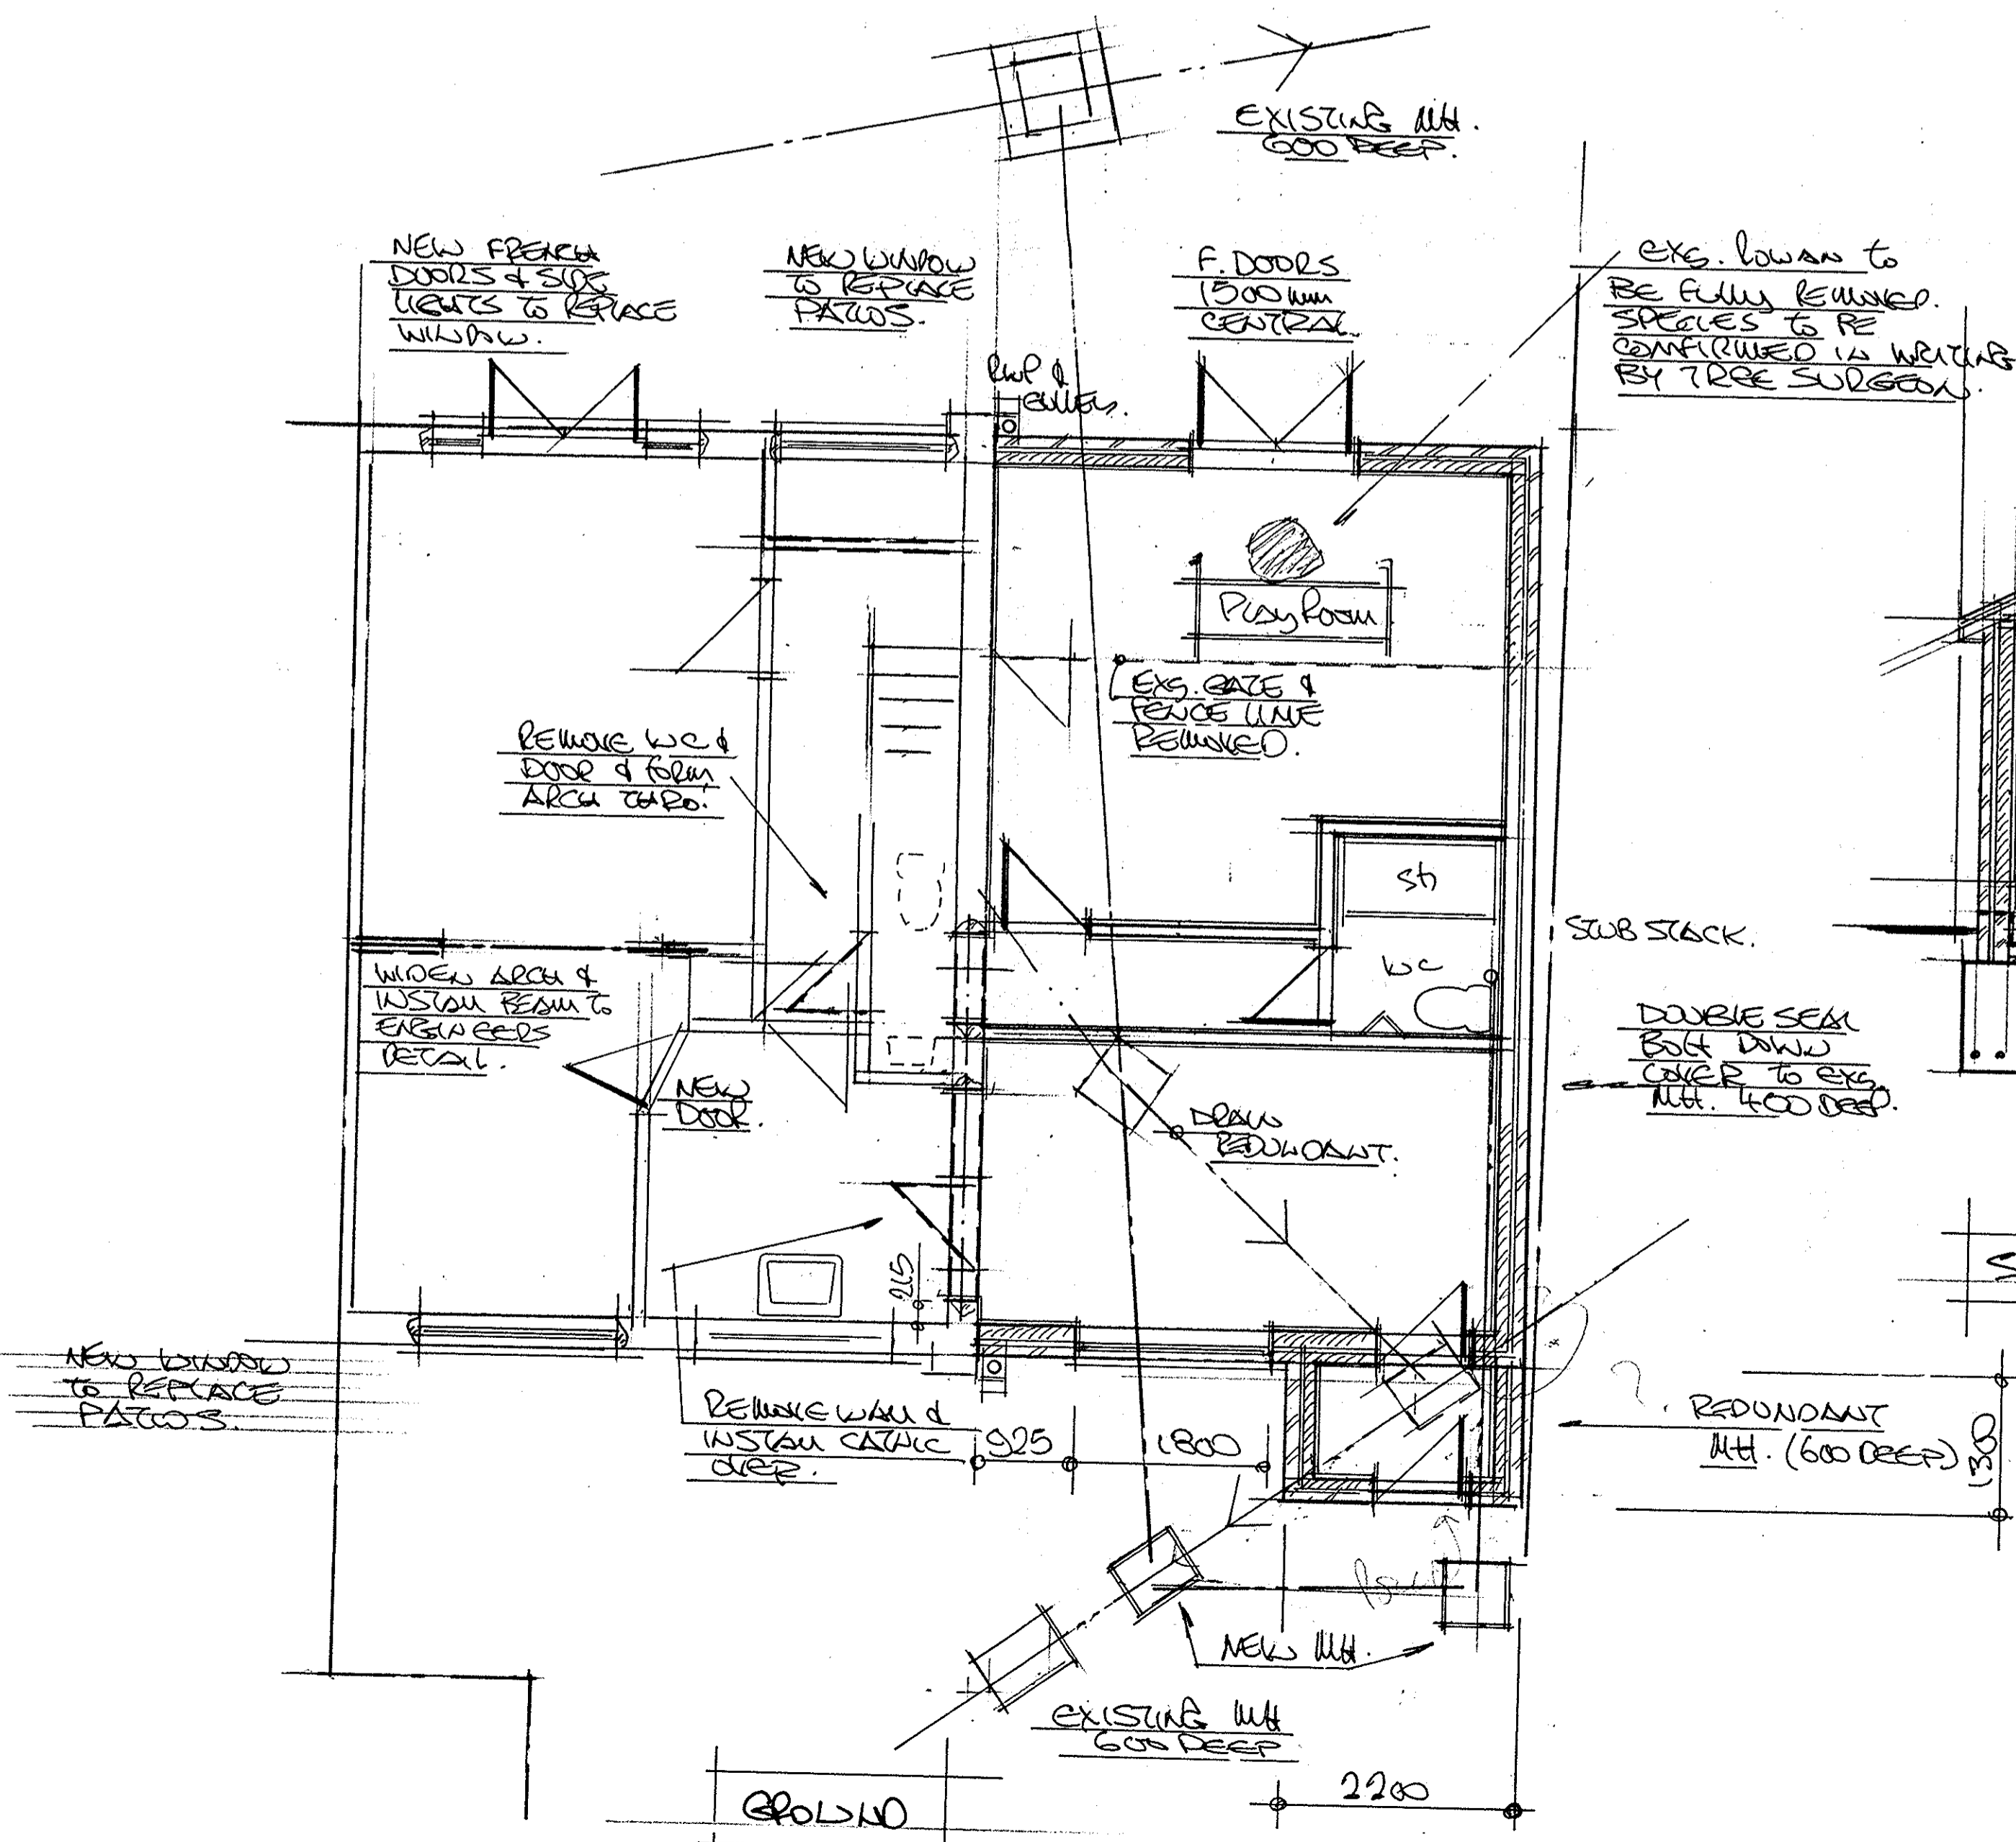 EXISTING MH.
600 DEEP.
NEW FRENCH
DOORS & SIDE
LIGHTS TO REPLACE
WINDOW.
NEW WINDOW
TO REPLACE
PATIOS.
F. DOORS
1500 mm
CENTRAL.
EXG. ROWAN TO
BE FULLY REMOVED.
SPECIES TO BE
CONFIRMED IN WRITING
BY TREE SURGEON.
RWP &
GULLEY.
PLAY ROOM
EXG. GATE &
FENCE LINE
REMOVED.
REMOVE WC &
DOOR & FORM
ARCH THRO.
Sh
STUB STACK.
WC
WIDEN ARCH &
INSTALL BEAM TO
ENGINEERS
DETAIL.
DOUBLE SEAL
BOLT DOWN
COVER TO EXG.
MH. 400 DEEP.
NEW
DOOR.
DRAIN
REDUNDANT.
215
NEW WINDOW
TO REPLACE
PATIOS.
REMOVE WALL &
INSTALL CATNIC
OVER.
925
1800
?
REDUNDANT
MH. (600 DEEP)
1300
NEW MH.
EXISTING MH
600 DEEP
2200
GROUND